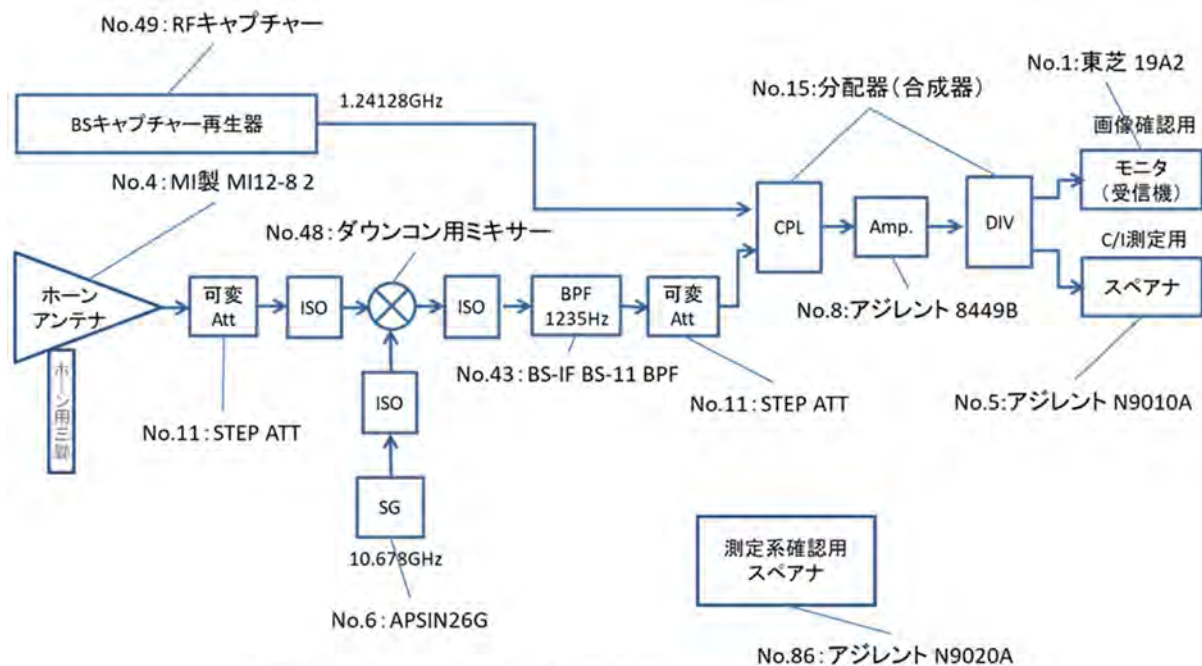 No.49：RFキャプチャー
BSキャプチャー再生器
1.24128GHz
No.4：MI製 MI12-8 2
No.15:分配器（合成器）
No.1:東芝 19A2
画像確認用
モニタ
（受信機）
No.48：ダウンコン用ミキサー
CPL
Amp.
DIV
C/I測定用
スペアナ
ホーン
アンテナ
可変
Att
ISO
ISO
BPF
1235Hz
可変
Att
No.8:アジレント 8449B
No.43：BS-IF BS-11 BPF
ホーン用三脚
ISO
No.11：STEP ATT
No.11：STEP ATT
No.5:アジレント N9010A
SG
10.678GHz
測定系確認用
スペアナ
No.6：APSIN26G
No.86：アジレント N9020A